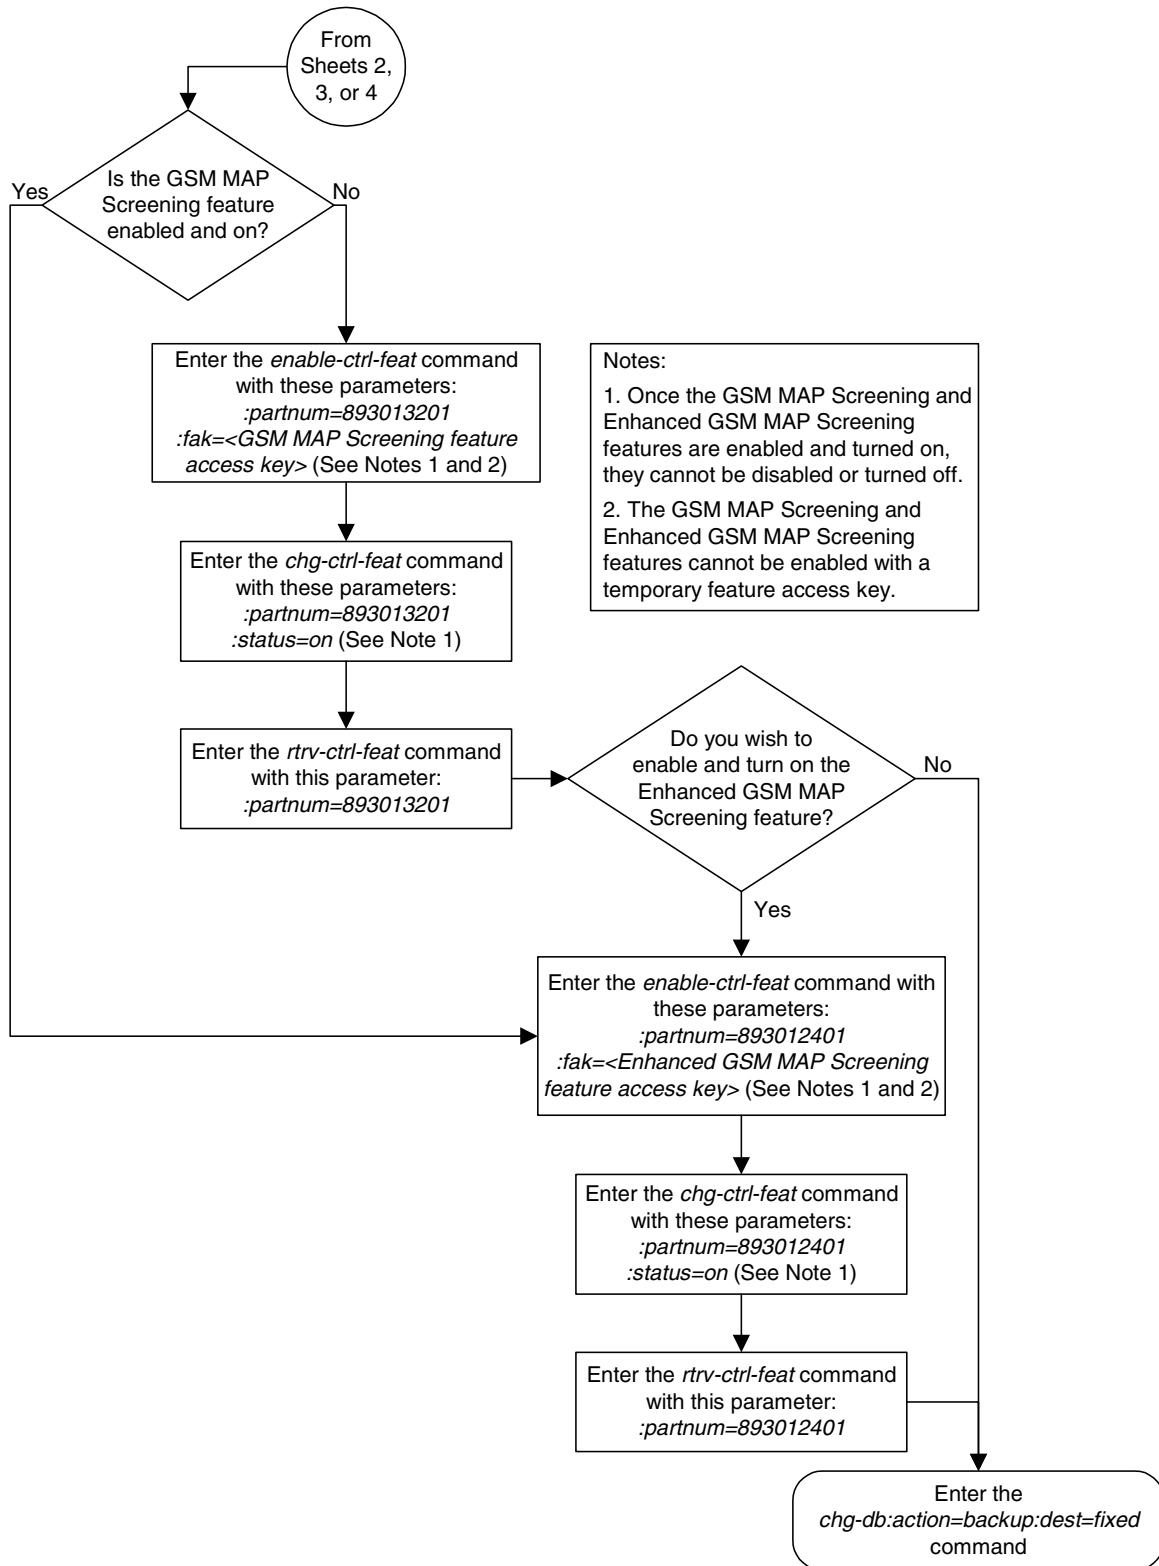 From
Sheets 2,
3, or 4
Is the GSM MAP
Screening feature
enabled and on?
Yes
No
Enter the enable-ctrl-feat command
with these parameters:
:partnum=893013201
:fak=<GSM MAP Screening feature
access key> (See Notes 1 and 2)
Notes:
1. Once the GSM MAP Screening and
Enhanced GSM MAP Screening
features are enabled and turned on,
they cannot be disabled or turned off.
2. The GSM MAP Screening and
Enhanced GSM MAP Screening
features cannot be enabled with a
temporary feature access key.
Enter the chg-ctrl-feat command
with these parameters:
:partnum=893013201
:status=on (See Note 1)
Enter the rtrv-ctrl-feat command
with this parameter:
:partnum=893013201
Do you wish to
enable and turn on the
Enhanced GSM MAP
Screening feature?
No
Yes
Enter the enable-ctrl-feat command with
these parameters:
:partnum=893012401
:fak=<Enhanced GSM MAP Screening
feature access key> (See Notes 1 and 2)
Enter the chg-ctrl-feat command
with these parameters:
:partnum=893012401
:status=on (See Note 1)
Enter the rtrv-ctrl-feat command
with this parameter:
:partnum=893012401
Enter the
chg-db:action=backup:dest=fixed
command